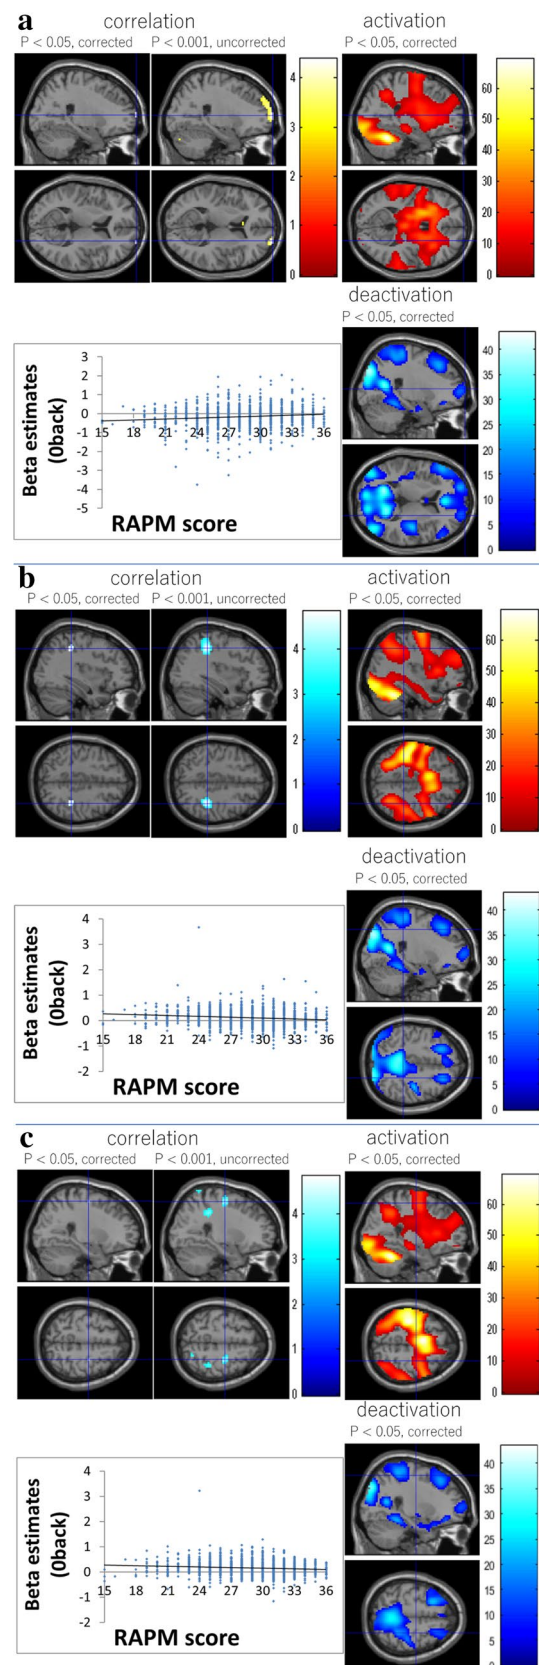 a
correlation
activation
P < 0.05, corrected
P < 0.001, uncorrected
P < 0.05, corrected
4
3
2
1
0
60
50
40
30
20
10
0
deactivation
P < 0.05, corrected
40
35
30
25
20
15
10
5
0
Beta estimates
(0back)
3
2
1
0
-1
-2
-3
-4
-5
15 18 21 24 27 30 33 36
RAPM score
b
correlation
activation
P < 0.05, corrected
P < 0.001, uncorrected
P < 0.05, corrected
4
3
2
1
0
60
50
40
30
20
10
0
deactivation
P < 0.05, corrected
40
35
30
25
20
15
10
5
0
Beta estimates
(0back)
4
3
2
1
0
-1
-2
15 18 21 24 27 30 33 36
RAPM score
c
correlation
activation
P < 0.05, corrected
P < 0.001, uncorrected
P < 0.05, corrected
4
3
2
1
0
60
50
40
30
20
10
0
deactivation
P < 0.05, corrected
40
35
30
25
20
15
10
5
0
Beta estimates
(0back)
4
3
2
1
0
-1
-2
15 18 21 24 27 30 33 36
RAPM score